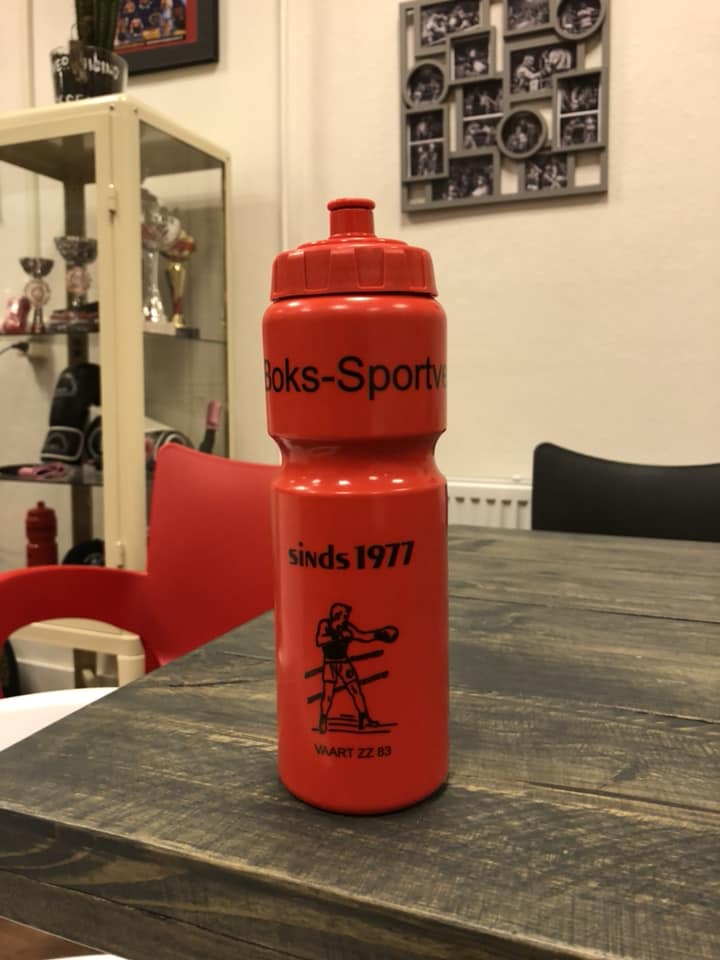 Boks-Sportve
sinds 1977
VAART ZZ 83